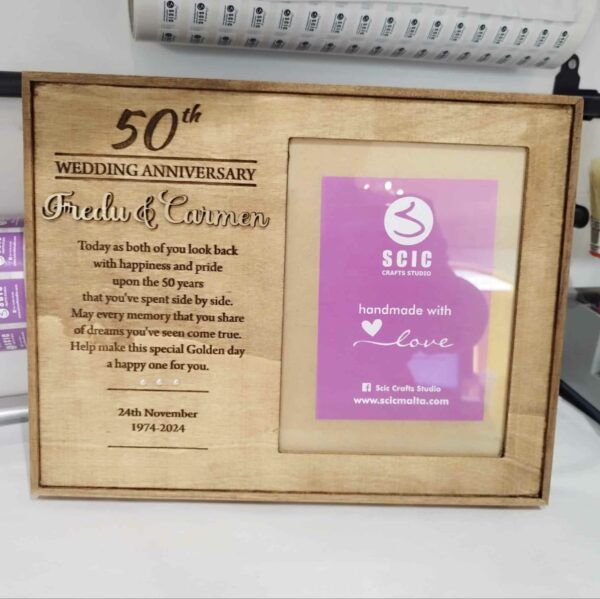 50th
WEDDING ANNIVERSARY
Fredu & Carmen
Today as both of you look back
with happiness and pride
upon the 50 years
that you've spent side by side.
May every memory that you share
of dreams you've seen come true.
Help make this special Golden day
a happy one for you.
24th November
1974-2024
SCIC
CRAFTS STUDIO
handmade with
love
Scic Crafts Studio
www.scicmalta.com